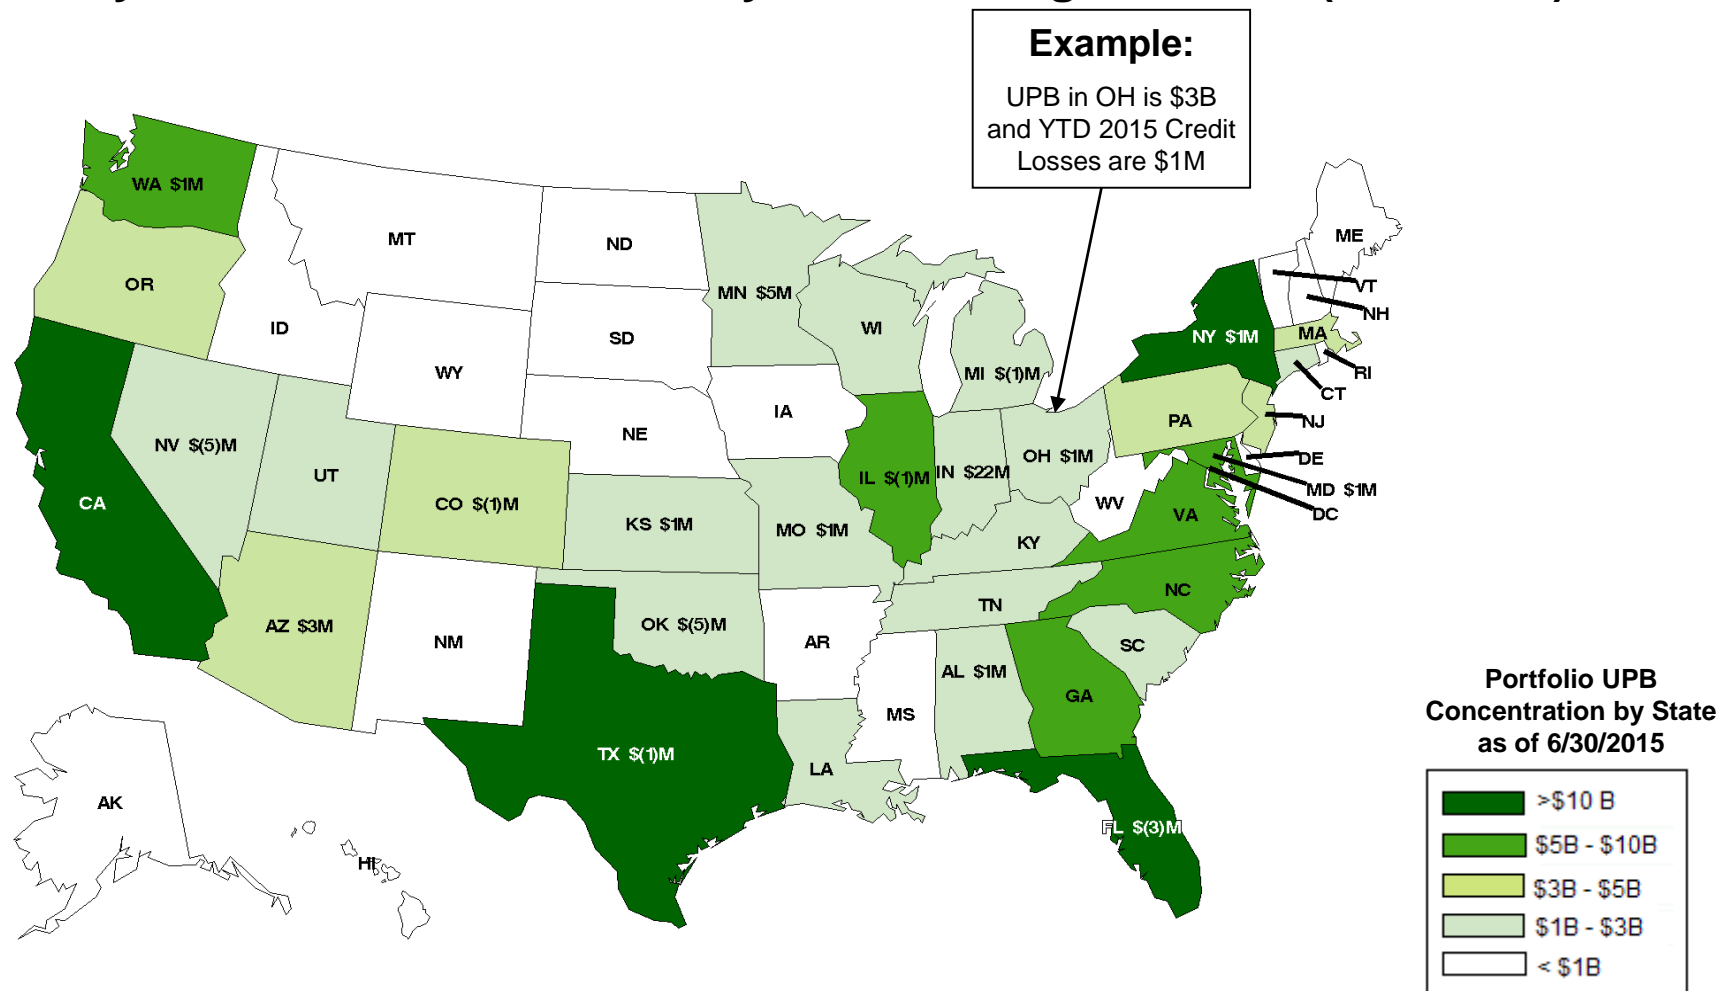 Example:
UPB in OH is $3B
and YTD 2015 Credit
Losses are $1M
WA $1M
OR
MT
ID
WY
ND
SD
NE
MN $5M
WI
IA
MI $(1)M
ME
VT
NH
NY $1M
MA
RI
CT
NJ
PA
DE
MD $1M
DC
NV $(5)M
UT
CA
CO $(1)M
KS $1M
MO $1M
IL $(1)M
IN $22M
OH $1M
WV
VA
KY
NC
TN
SC
AZ $3M
NM
OK $(5)M
AR
AL $1M
GA
MS
TX $(1)M
LA
FL $(3)M
AK
HI
Portfolio UPB
Concentration by State
as of 6/30/2015
>$10 B
$5B - $10B
$3B - $5B
$1B - $3B
< $1B